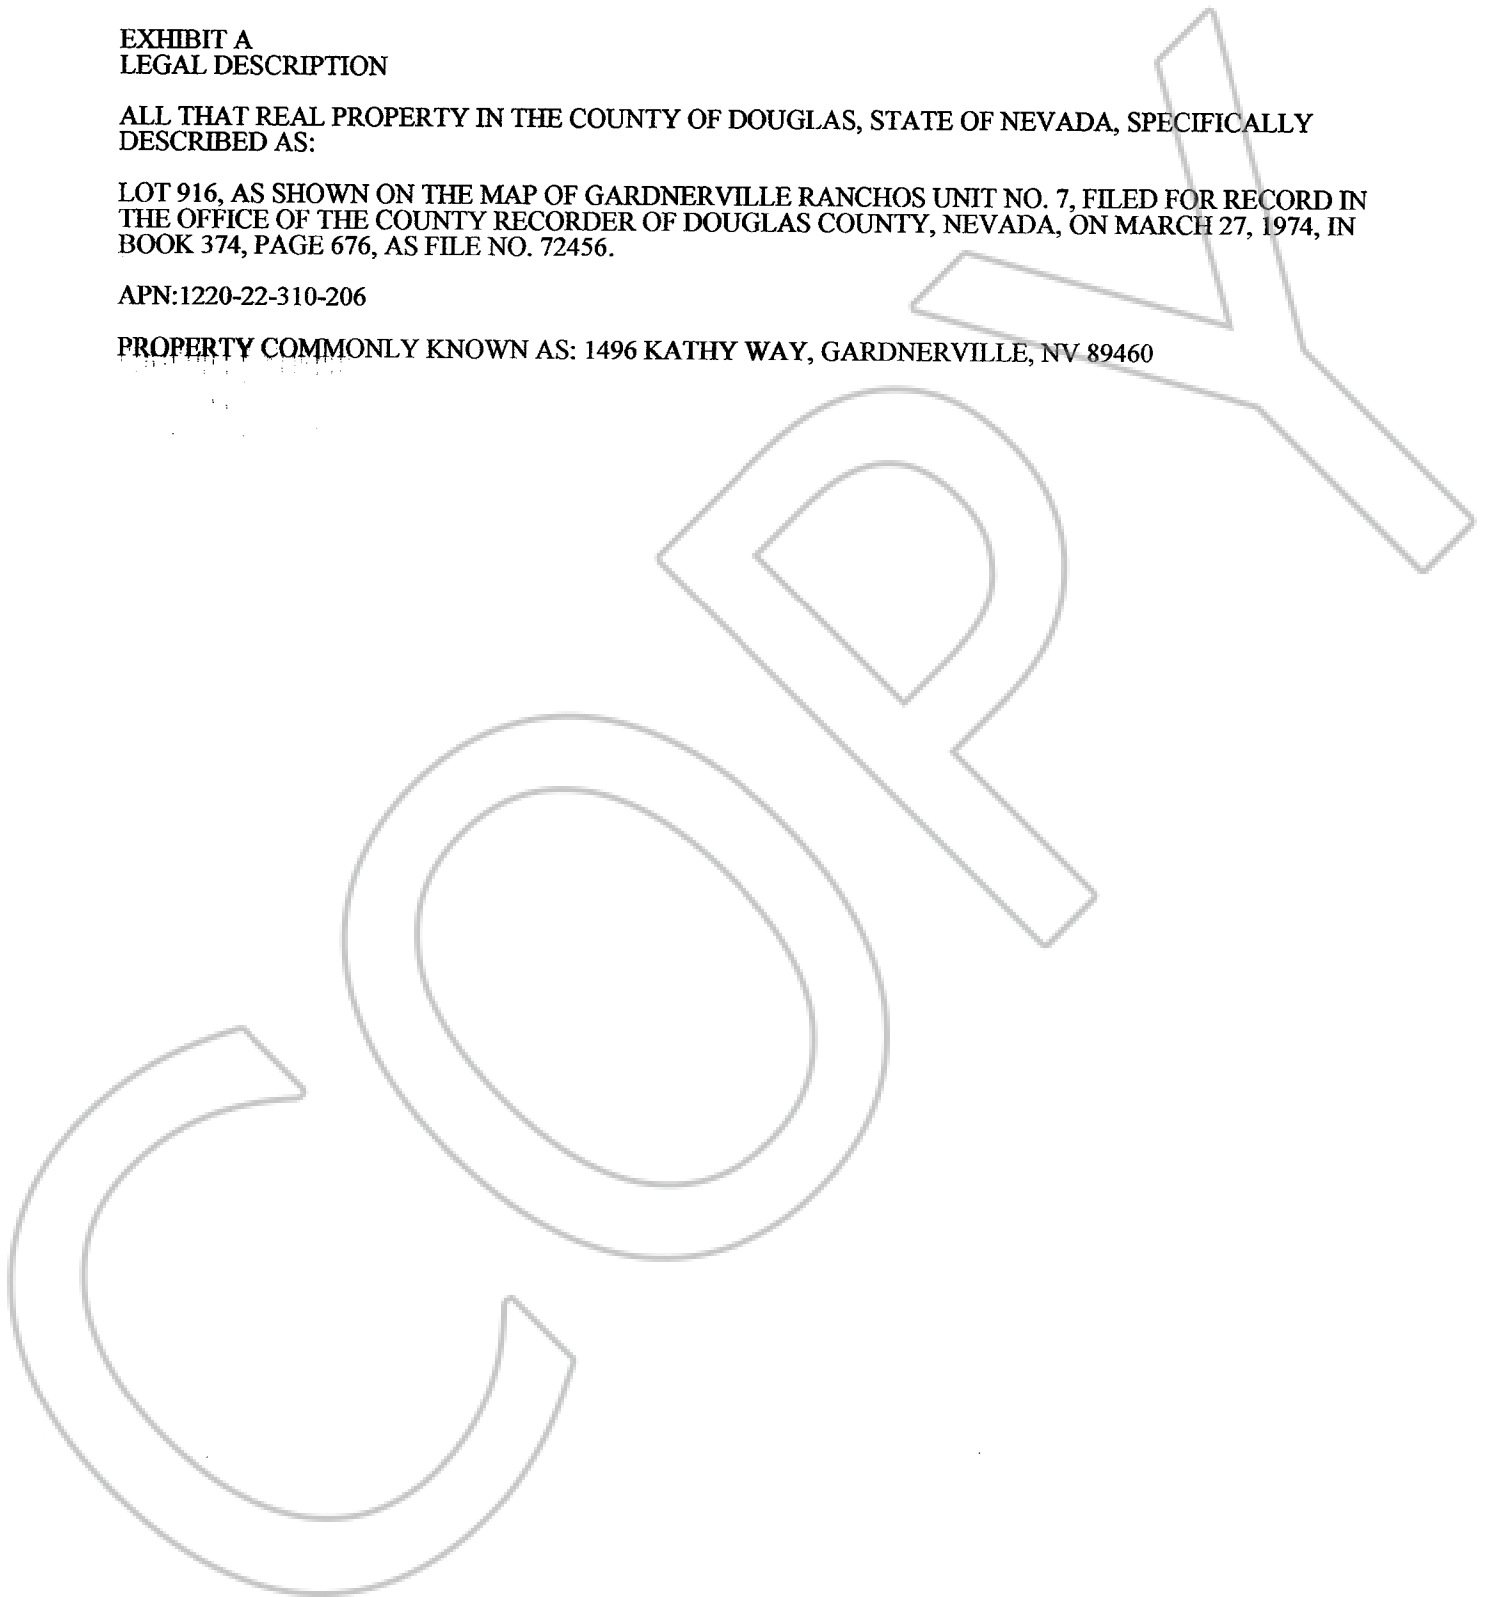 EXHIBIT A
LEGAL DESCRIPTION
ALL THAT REAL PROPERTY IN THE COUNTY OF DOUGLAS, STATE OF NEVADA, SPECIFICALLY
DESCRIBED AS:
LOT 916, AS SHOWN ON THE MAP OF GARDNERVILLE RANCHOS UNIT NO. 7, FILED FOR RECORD IN
THE OFFICE OF THE COUNTY RECORDER OF DOUGLAS COUNTY, NEVADA, ON MARCH 27, 1974, IN
BOOK 374, PAGE 676, AS FILE NO. 72456.
APN:1220-22-310-206
PROPERTY COMMONLY KNOWN AS: 1496 KATHY WAY, GARDNERVILLE, NV 89460
COPY